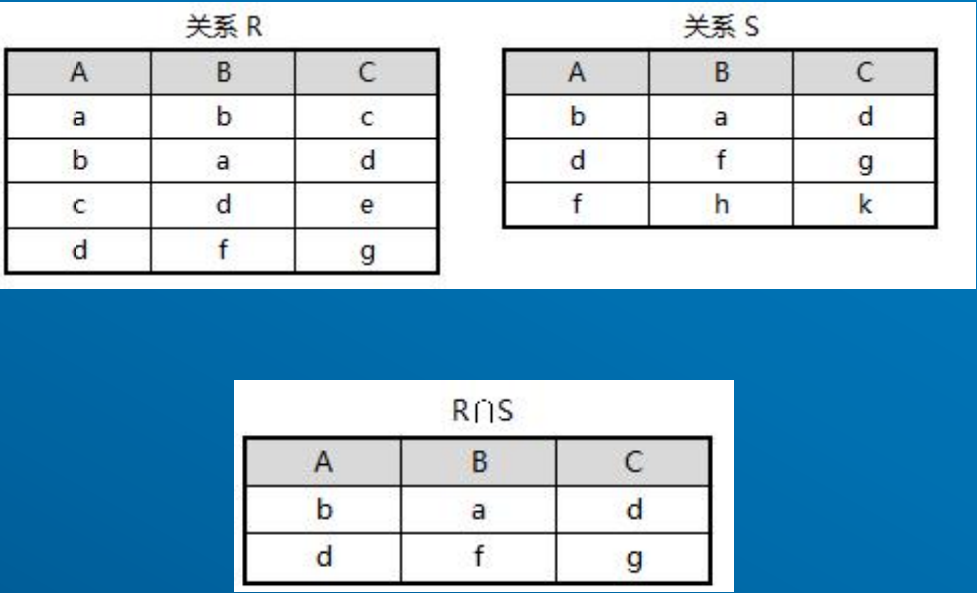 关系 R 关系 S
A B C A B C
a b c b a d
b a d d f g
c d e f h k
d f g
R∩S
A B C
b a d
d f g